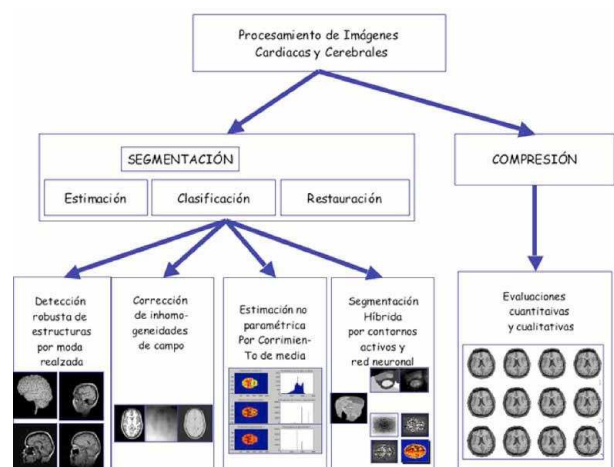 Procesamiento de Imágenes
Cardiacas y Cerebrales
SEGMENTACIÓN
Estimación
Clasificación
Restauración
COMPRESIÓN
Detección
robusta de
estructuras
por moda
realzada
Corrección
de inhomo-
geneidades
de campo
Estimación no
paramétrica
Por Corrimien-
To de media
Segmentación
Híbrida
por contornos
activos y
red neuronal
Evaluaciones
cuantitaivas
y cualitativas